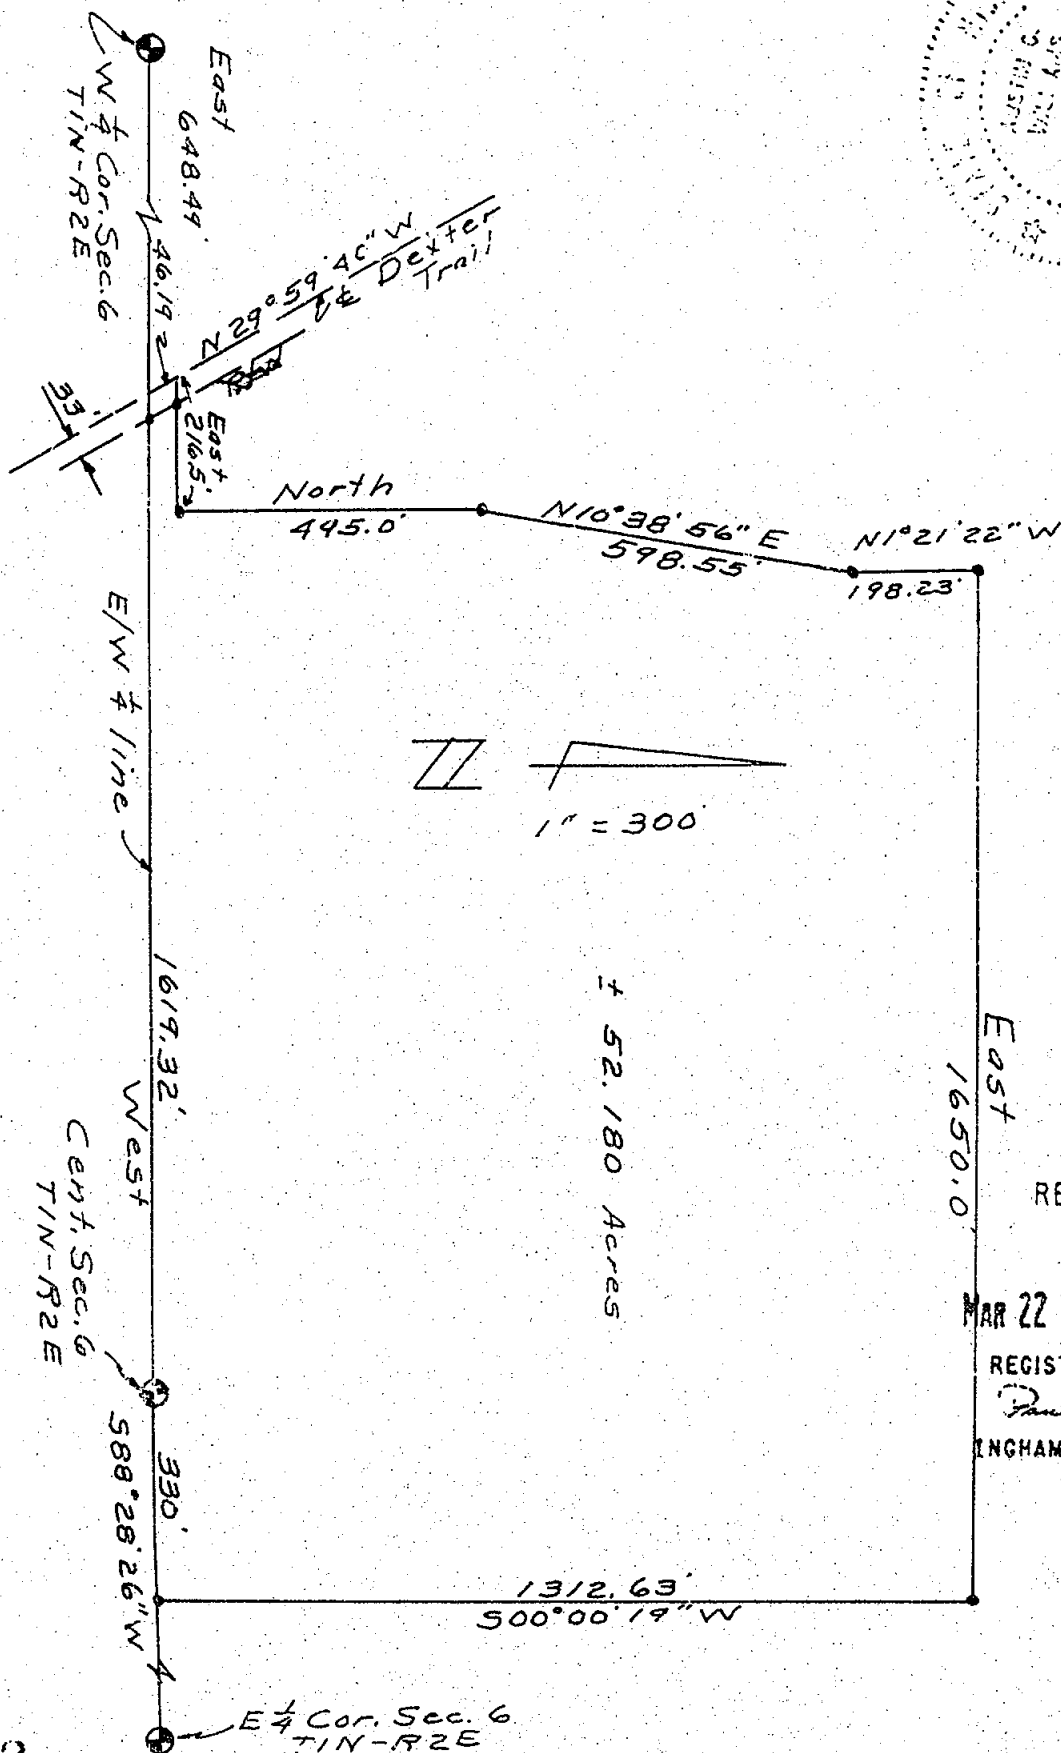 East
648.49'
W 1/4 Cor. Sec. 6
T1N-R2E
46.19
N 29° 59' 46" W
℄ Dexter
Trail
33'
East
216.5'
North
445.0'
N10°38'56" E
598.55'
N1°21'22" W
198.23'
E/W 1/4 line
1" = 300'
± 52.180 Acres
East
1650.0'
1619.32'
West
Cent. Sec. 6
T1N-R2E
MAR 22
REGIS
INGHAM
330'
S88°28'26"W
1312.63'
S00°00'19"W
E 1/4 Cor. Sec. 6
T1N-R2E